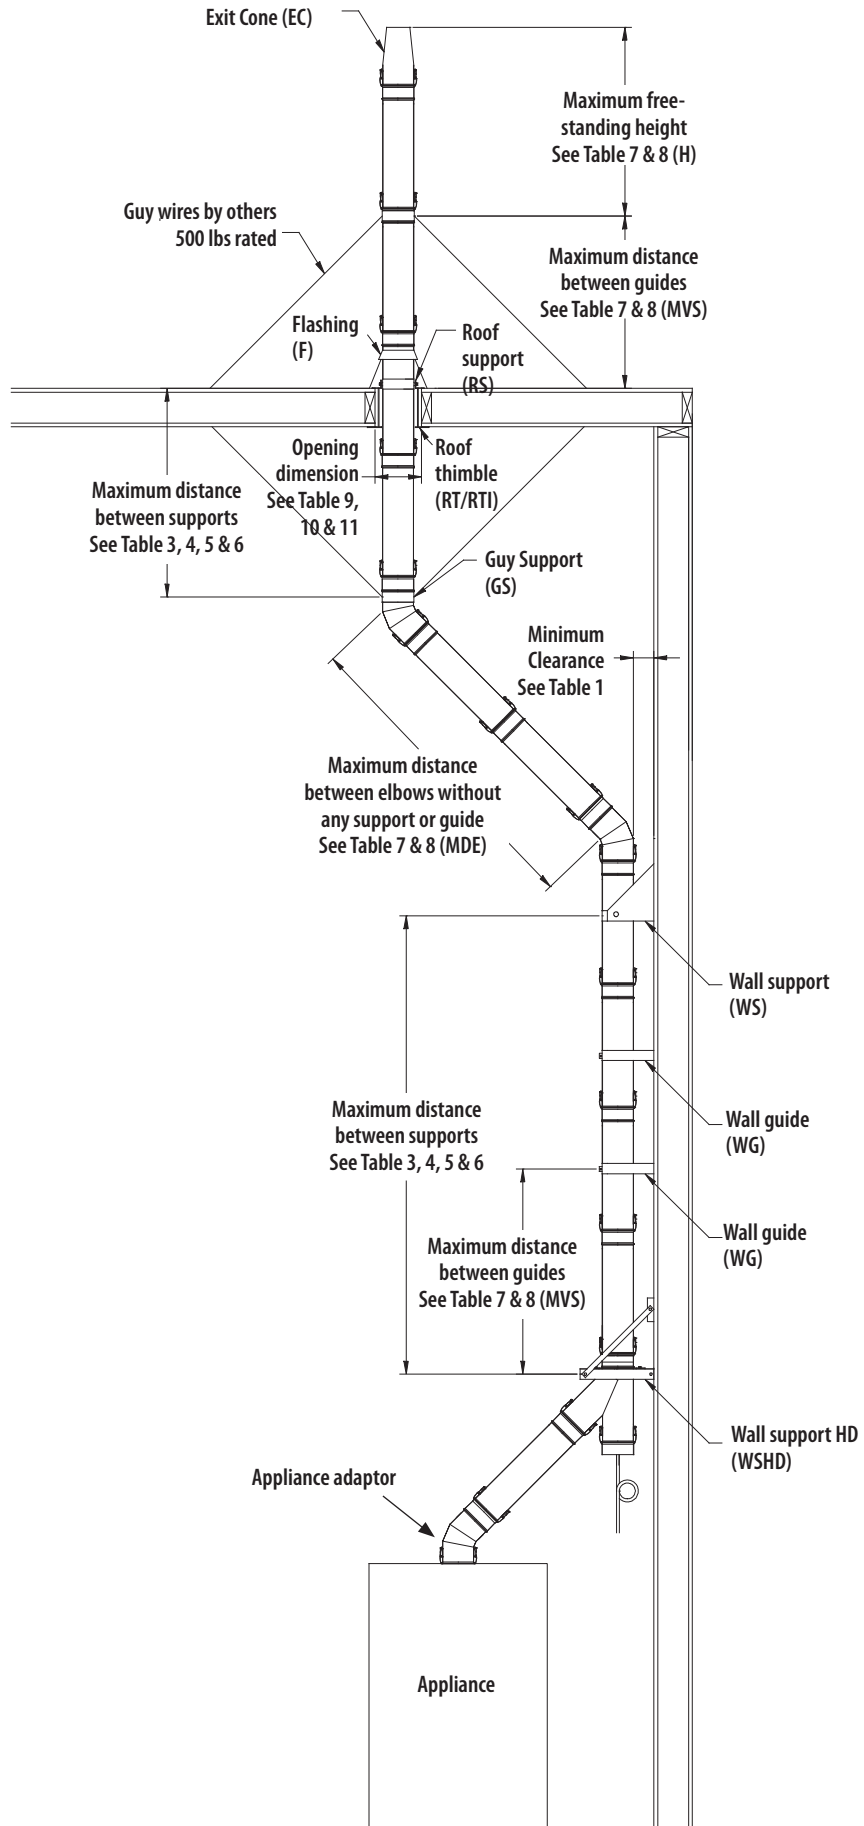 Exit Cone (EC)
Maximum free-
standing height
See Table 7 & 8 (H)
Guy wires by others
500 lbs rated
Maximum distance
between guides
See Table 7 & 8 (MVS)
Flashing
(F)
Roof
support
(RS)
Opening
dimension
See Table 9,
10 & 11
Roof
thimble
(RT/RTI)
Maximum distance
between supports
See Table 3, 4, 5 & 6
Guy Support
(GS)
Minimum
Clearance
See Table 1
Maximum distance
between elbows without
any support or guide
See Table 7 & 8 (MDE)
Wall support
(WS)
Maximum distance
between supports
See Table 3, 4, 5 & 6
Wall guide
(WG)
Wall guide
(WG)
Maximum distance
between guides
See Table 7 & 8 (MVS)
Wall support HD
(WSHD)
Appliance adaptor
Appliance